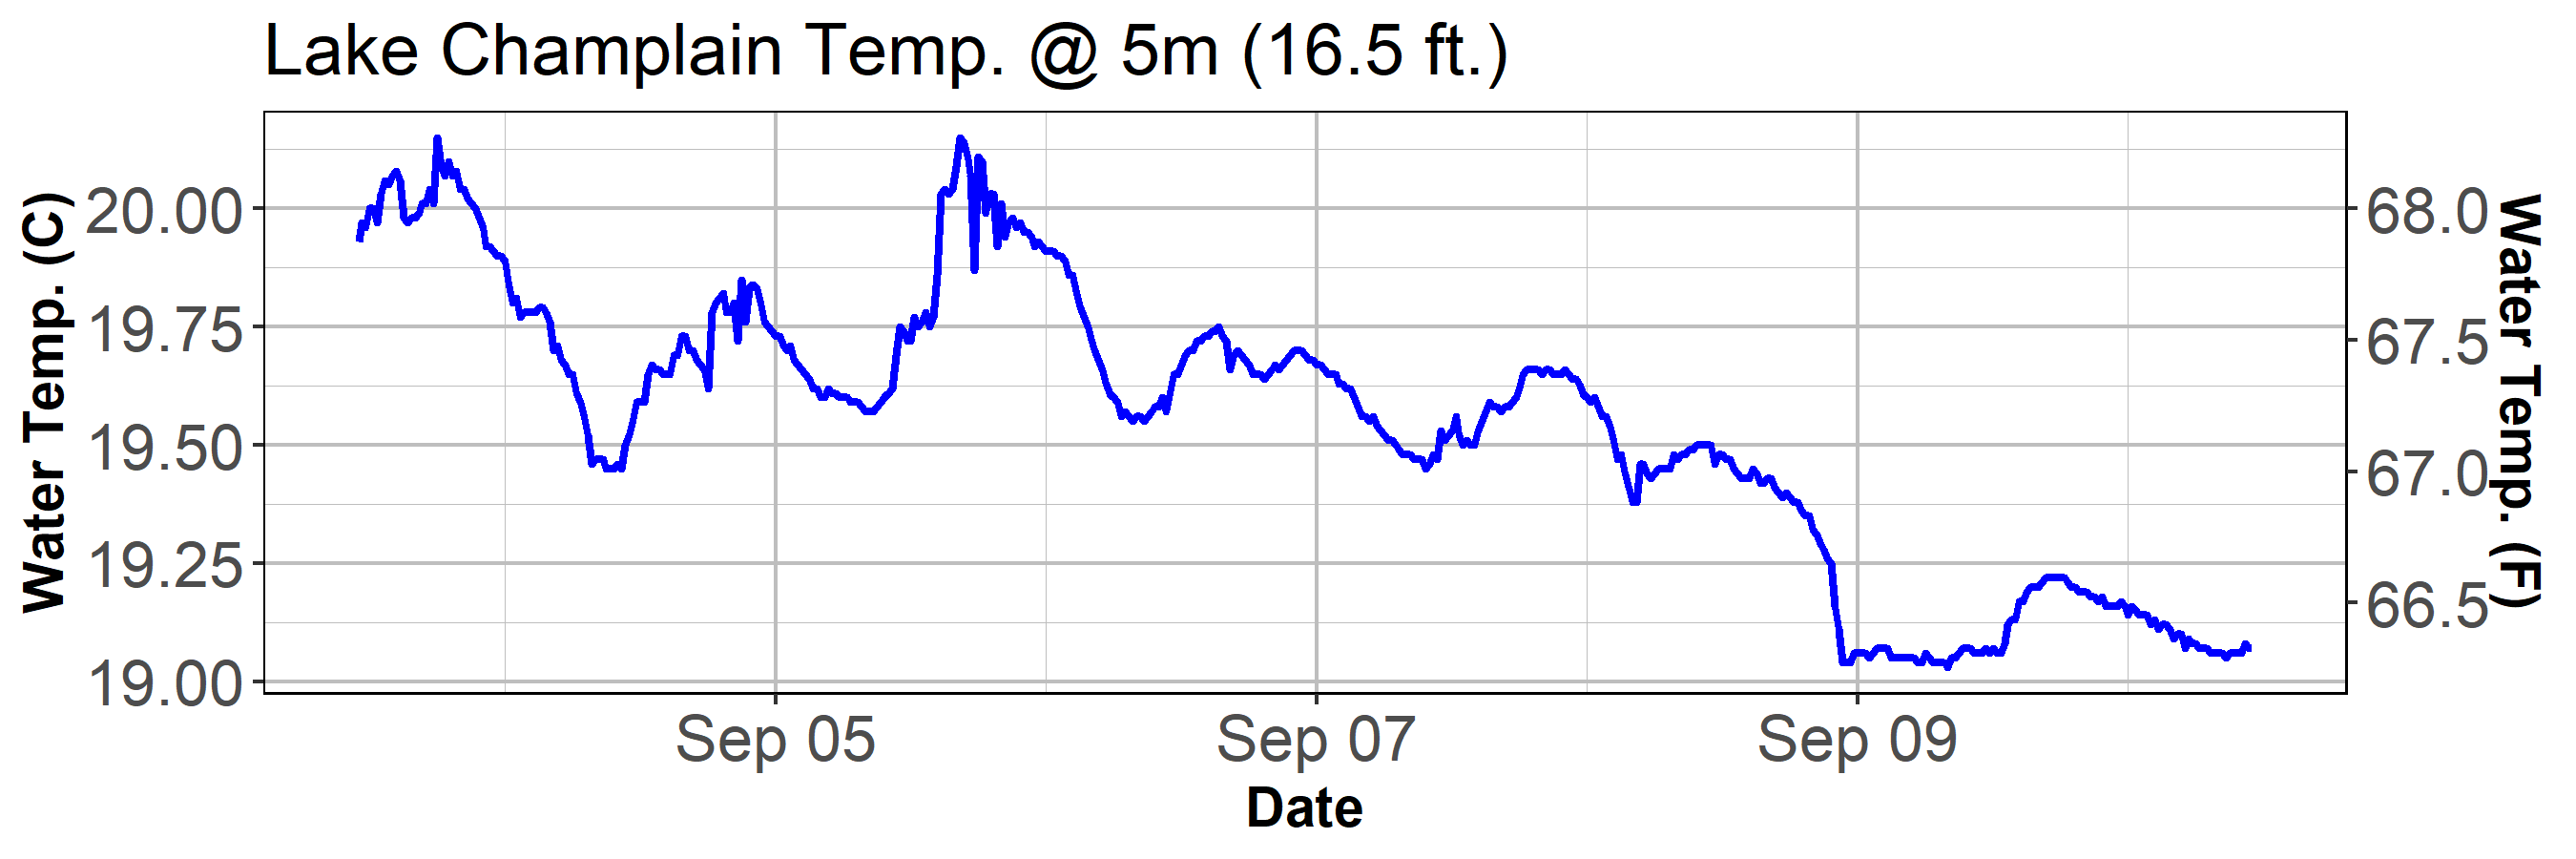 Lake Champlain Temp. @ 5m (16.5 ft.)
Water Temp. (C)
20.00
19.75
19.50
19.25
19.00
68.0
67.5
67.0
66.5
Water Temp. (F)
Sep 05
Sep 07
Sep 09
Date